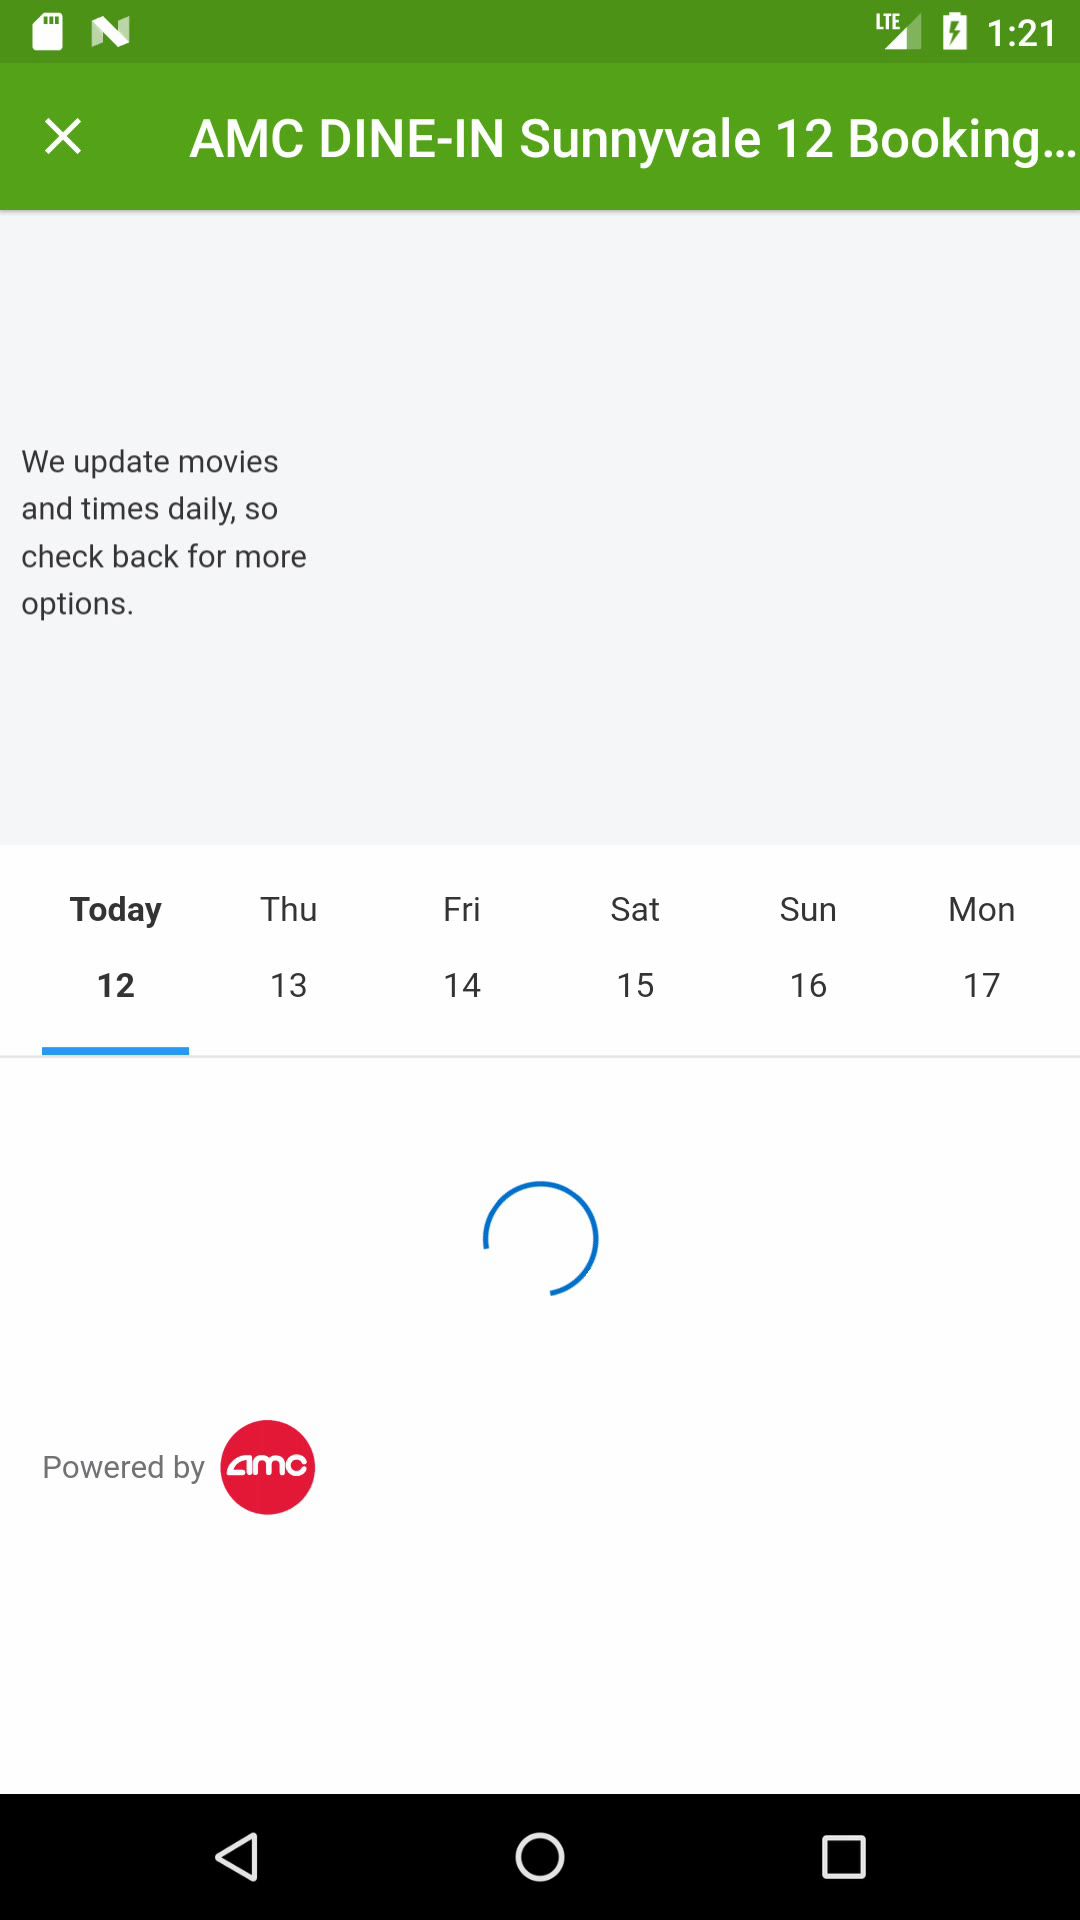 LTE 1:21
AMC DINE-IN Sunnyvale 12 Booking...
We update movies
and times daily, so
check back for more
options.
Today Thu Fri Sat Sun Mon
12 13 14 15 16 17
Powered by amc